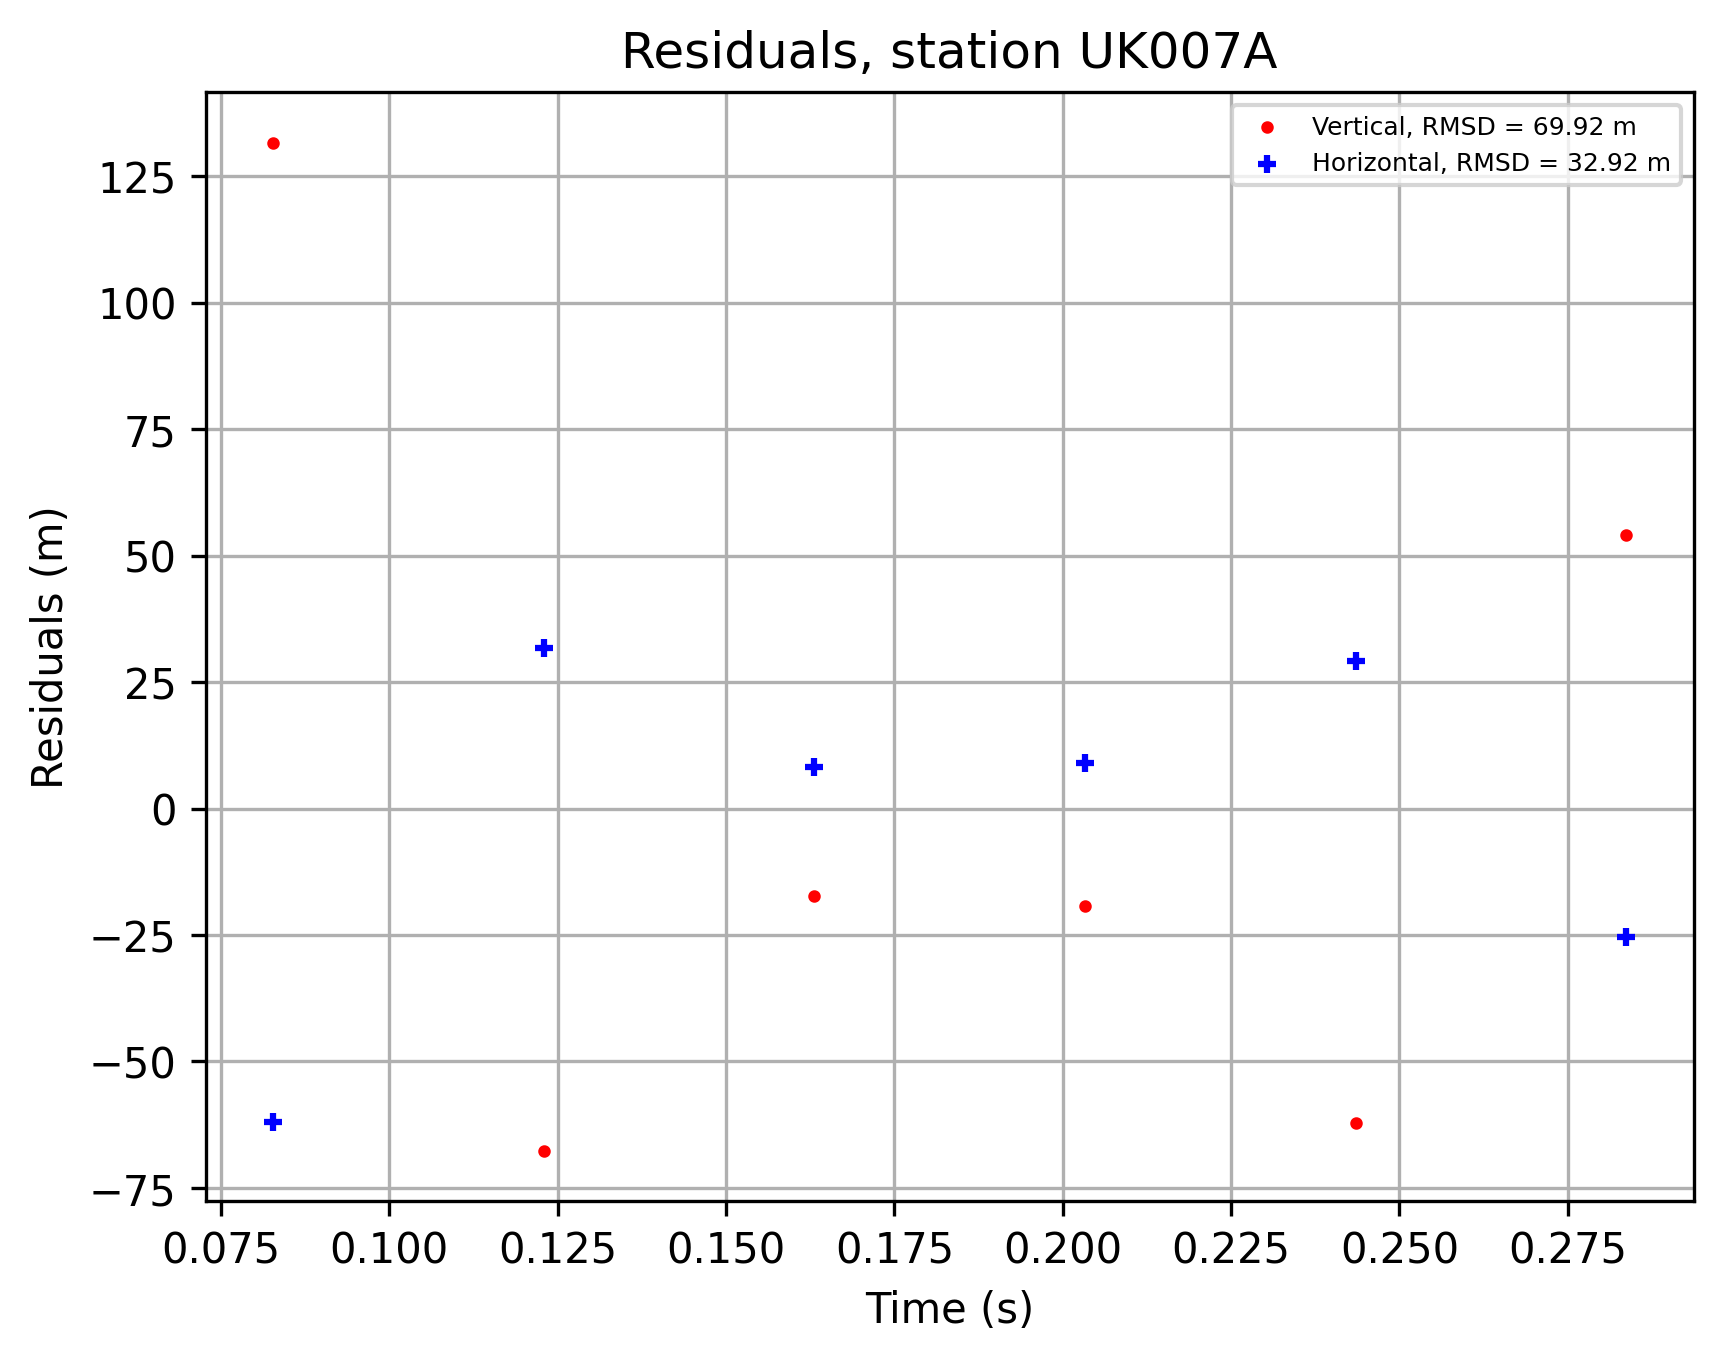 Residuals, station UK007A
Vertical, RMSD = 69.92 m
Horizontal, RMSD = 32.92 m
125
100
75
50
25
0
−25
−50
−75
Residuals (m)
0.075 0.100 0.125 0.150 0.175 0.200 0.225 0.250 0.275
Time (s)